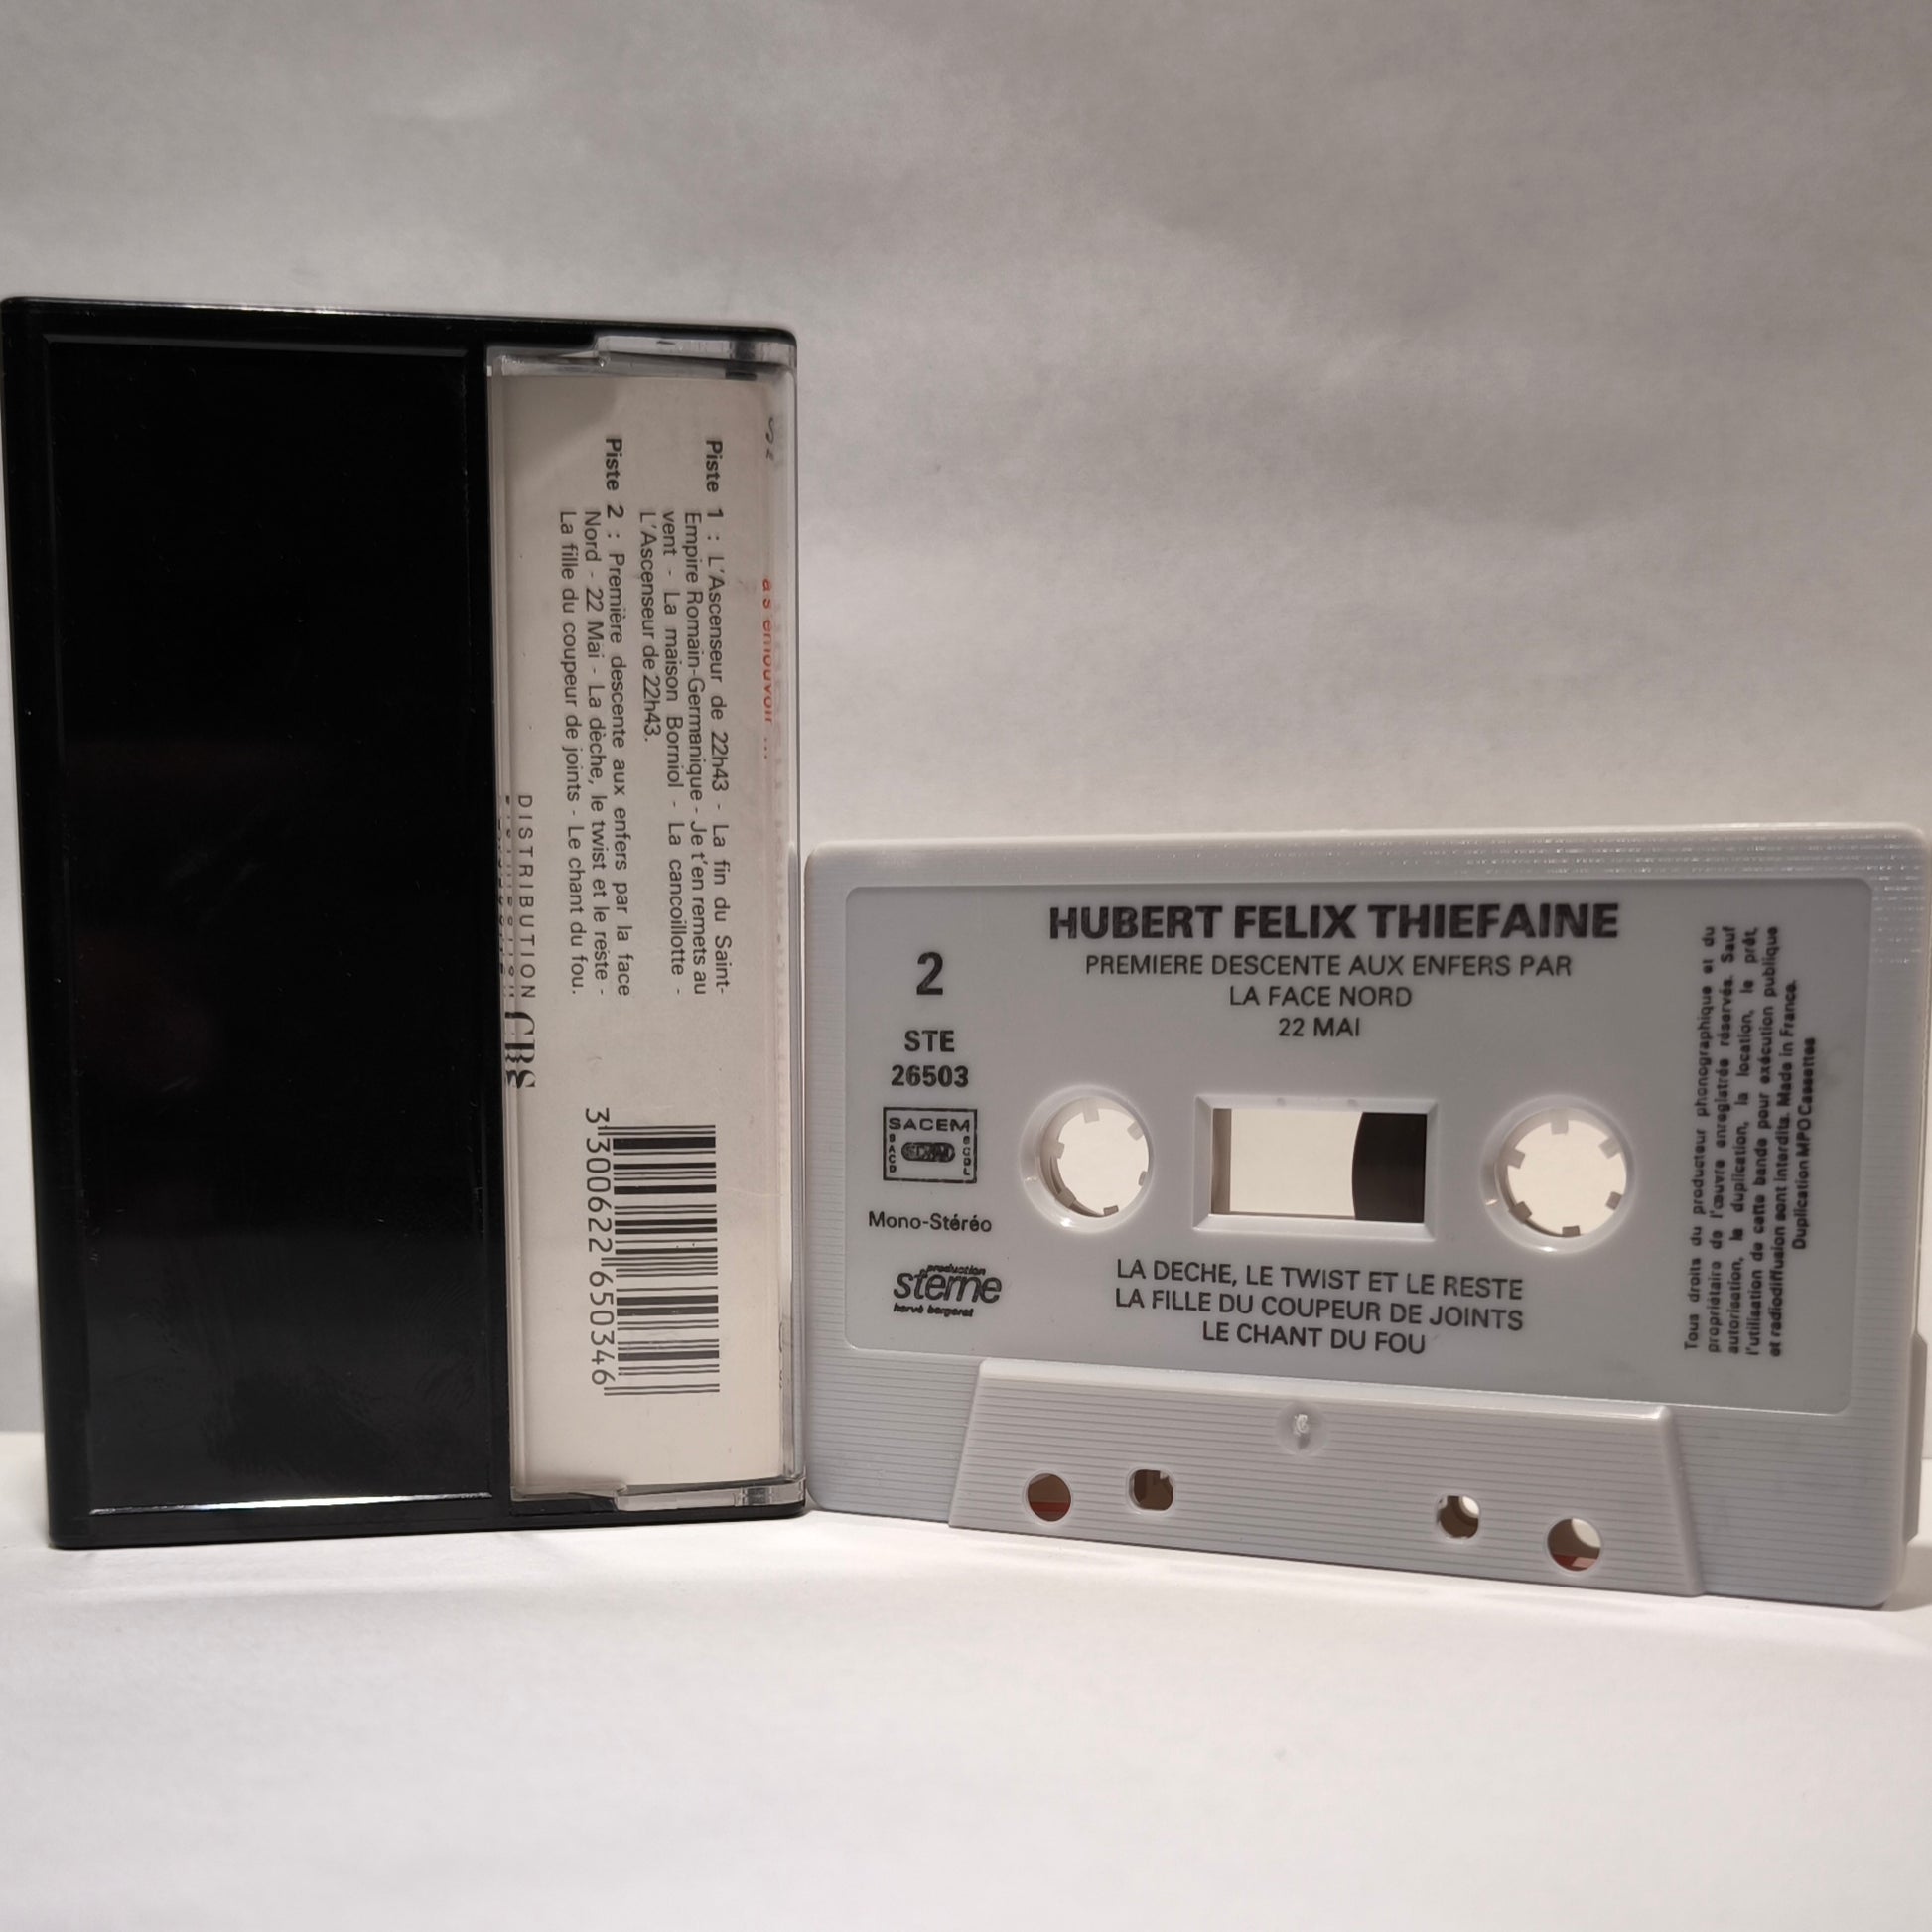 as émouvoir ...
Piste 1 : L'Ascenseur de 22h43 - La fin du Saint-
Empire Romain-Germanique - Je t'en remets au
vent - La maison Borniol - La cancoillotte -
L'Ascenseur de 22h43.
Piste 2 : Première descente aux enfers par la face
Nord - 22 Mai - La dèche, le twist et le reste -
La fille du coupeur de joints - Le chant du fou.
DISTRIBUTION CBS
3 300622 650346
HUBERT FELIX THIEFAINE
PREMIERE DESCENTE AUX ENFERS PAR
LA FACE NORD
22 MAI
2
STE
26503
SACEM
SACD
SDRM
SGDL
Mono-Stéréo
production
sterne
hervé bergerat
LA DECHE, LE TWIST ET LE RESTE
LA FILLE DU COUPEUR DE JOINTS
LE CHANT DU FOU
Tous droits du producteur phonographique et du
propriétaire de l'œuvre enregistrée réservés. Sauf
autorisation, la duplication, la location, le prêt,
l'utilisation de cette bande pour exécution publique
et radiodiffusion sont interdits. Made in France.
Duplication MPO Cassettes